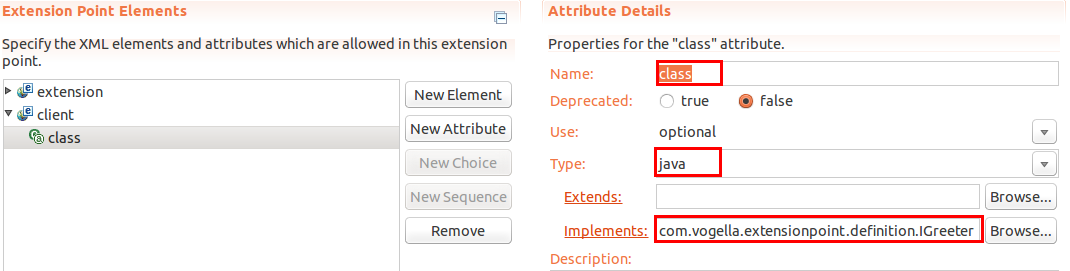 Extension Point Elements
Specify the XML elements and attributes which are allowed in this extension
point.
extension
client
class
New Element
New Attribute
New Choice
New Sequence
Remove
Attribute Details
Properties for the "class" attribute.
Name: class
Deprecated: true false
Use: optional
Type: java
Extends: Browse...
Implements: com.vogella.extensionpoint.definition.IGreeter Browse...
Description: